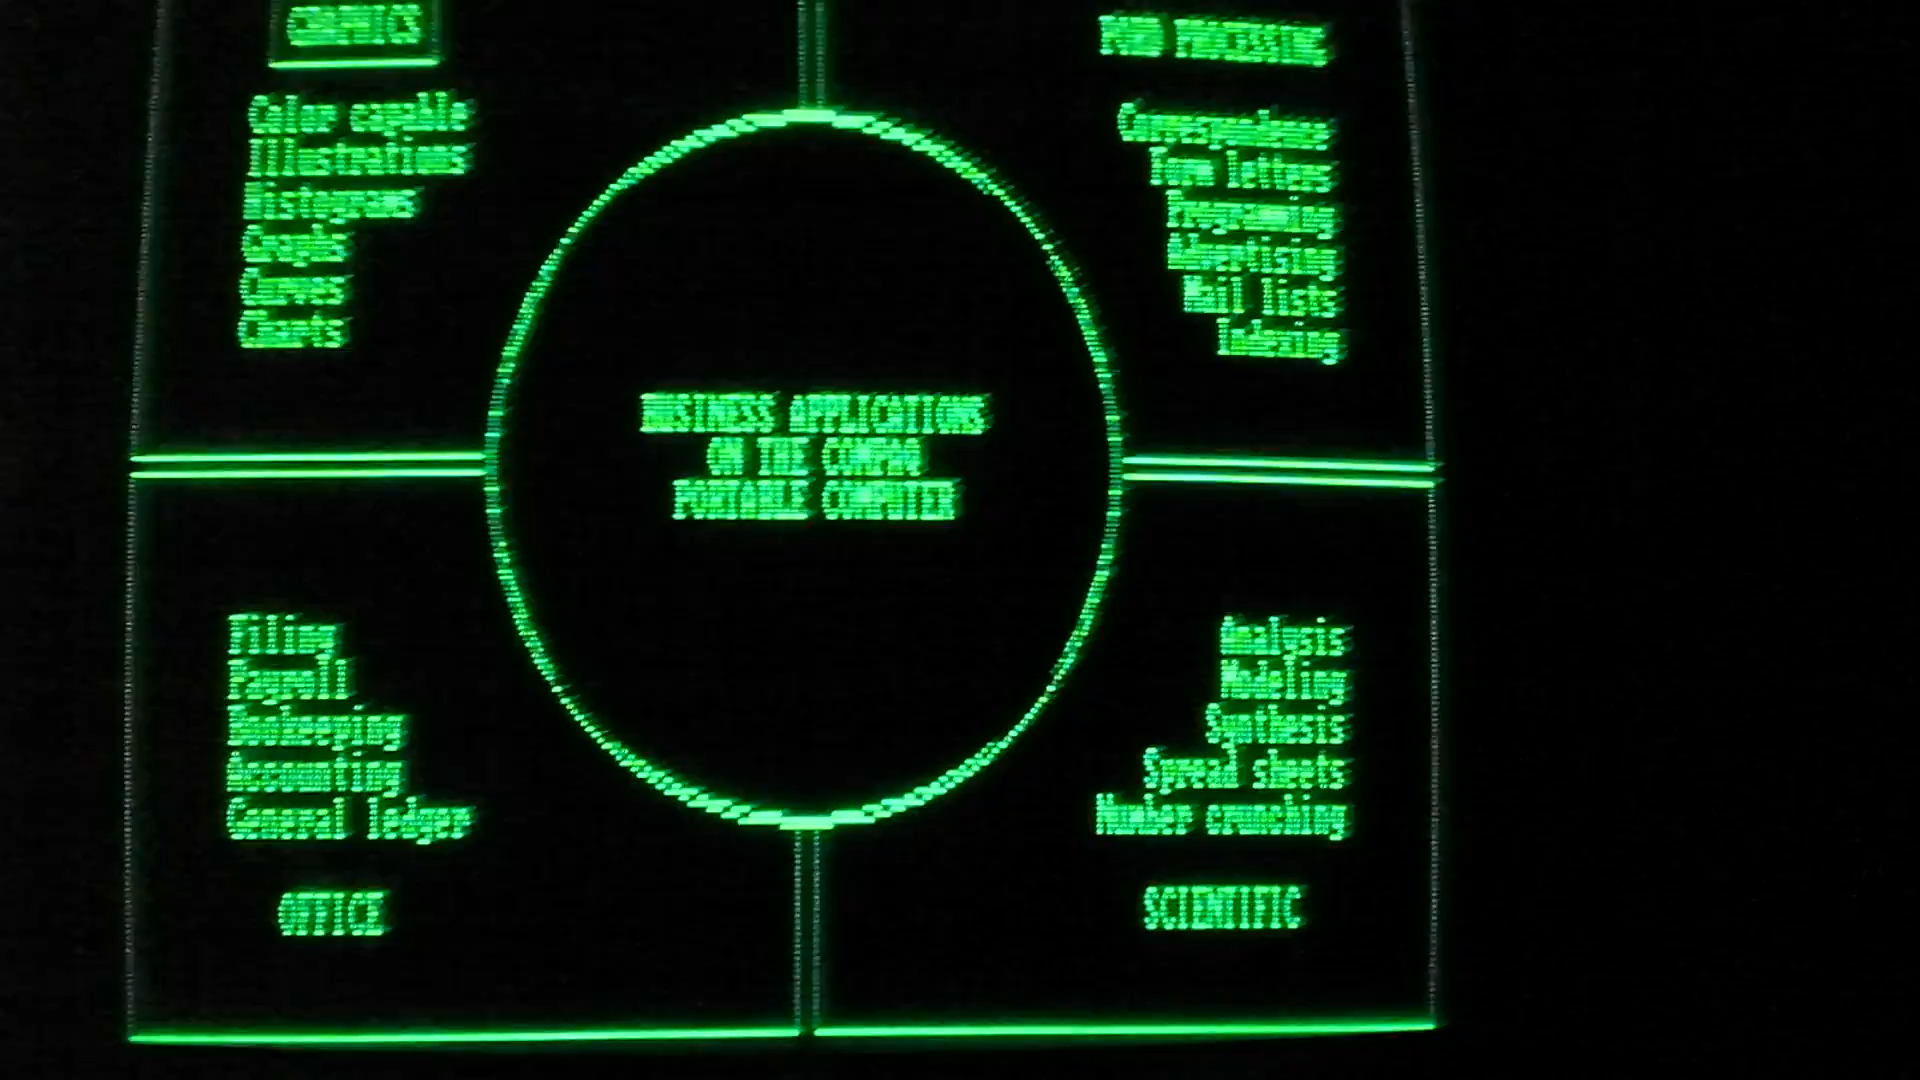 GRAPHICS
Color capable
Illustrations
Histograms
Graphs
Curves
Charts
WORD PROCESSING
Correspondence
Form letters
Programming
Advertising
Mail lists
Indexing
BUSINESS APPLICATIONS
ON THE COMPAQ
PORTABLE COMPUTER
Filing
Payroll
Bookeeping
Accounting
General ledger
OFFICE
Analysis
Modeling
Synthesis
Spread sheets
Number crunching
SCIENTIFIC